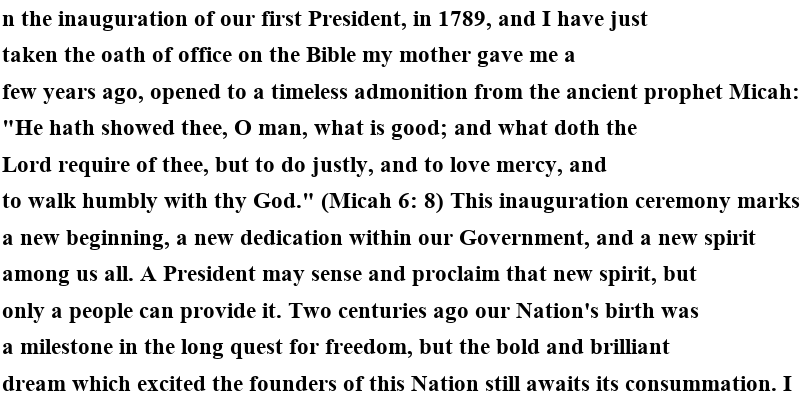 n the inauguration of our first President, in 1789, and I have just
taken the oath of office on the Bible my mother gave me a
few years ago, opened to a timeless admonition from the ancient prophet Micah:
"He hath showed thee, O man, what is good; and what doth the
Lord require of thee, but to do justly, and to love mercy, and
to walk humbly with thy God." (Micah 6: 8) This inauguration ceremony marks
a new beginning, a new dedication within our Government, and a new spirit
among us all. A President may sense and proclaim that new spirit, but
only a people can provide it. Two centuries ago our Nation's birth was
a milestone in the long quest for freedom, but the bold and brilliant
dream which excited the founders of this Nation still awaits its consummation. I